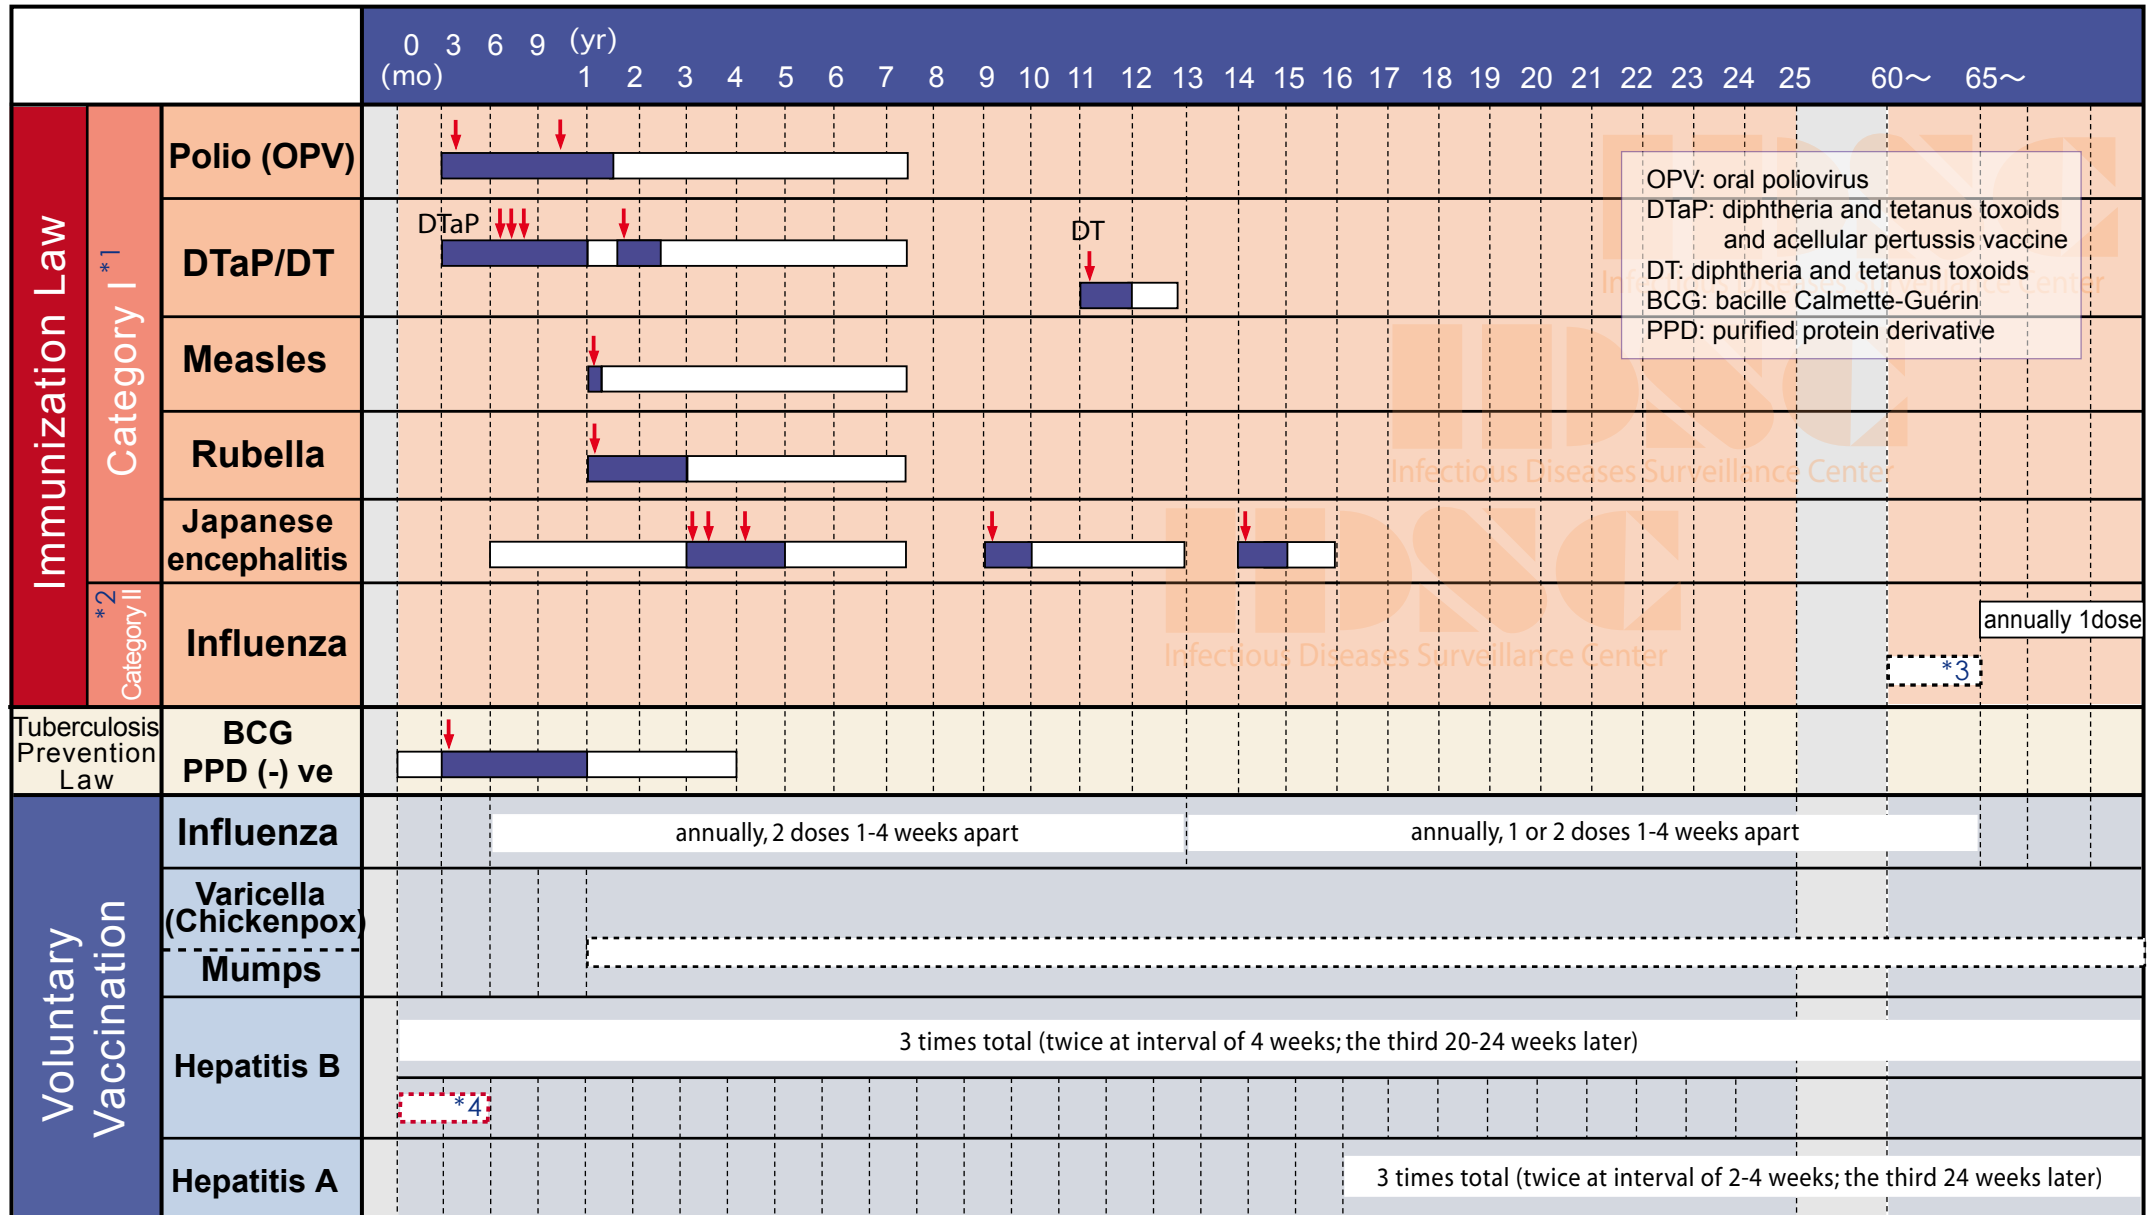 0 3 6 9 (yr)
(mo) 1 2 3 4 5 6 7 8 9 10 11 12 13 14 15 16 17 18 19 20 21 22 23 24 25 60～ 65～
Immunization Law
Category I *1
Polio (OPV)
OPV: oral poliovirus
DTaP: diphtheria and tetanus toxoids
and acellular pertussis vaccine
DT: diphtheria and tetanus toxoids
BCG: bacille Calmette-Guérin
PPD: purified protein derivative
IDSC
Infectious Diseases Surveillance Center
DTaP/DT
DTaP
DT
Measles
IDSC
Infectious Diseases Surveillance Center
Rubella
Japanese
encephalitis
IDSC
Infectious Diseases Surveillance Center
*2
Category II
Influenza
annually 1dose
*3
Tuberculosis
Prevention
Law
BCG
PPD (-) ve
Voluntary
Vaccination
Influenza
annually, 2 doses 1-4 weeks apart
annually, 1 or 2 doses 1-4 weeks apart
Varicella
(Chickenpox)
Mumps
Hepatitis B
3 times total (twice at interval of 4 weeks; the third 20-24 weeks later)
*4
Hepatitis A
3 times total (twice at interval of 2-4 weeks; the third 24 weeks later)